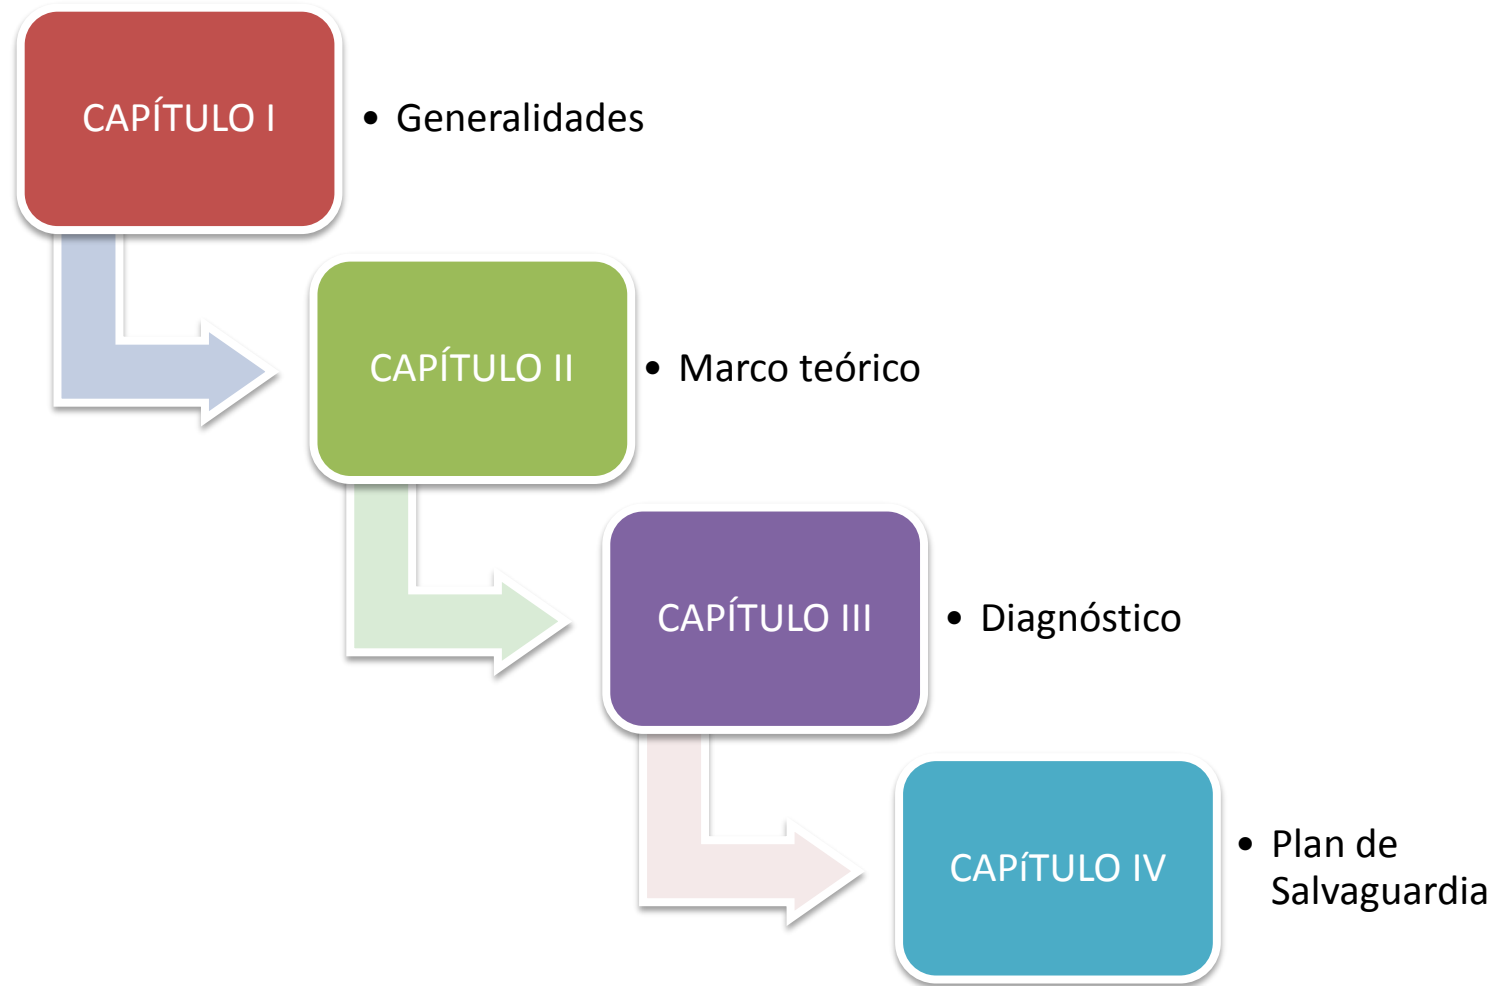 CAPÍTULO I
• Generalidades
CAPÍTULO II
• Marco teórico
CAPÍTULO III
• Diagnóstico
CAPíTULO IV
• Plan de
Salvaguardia